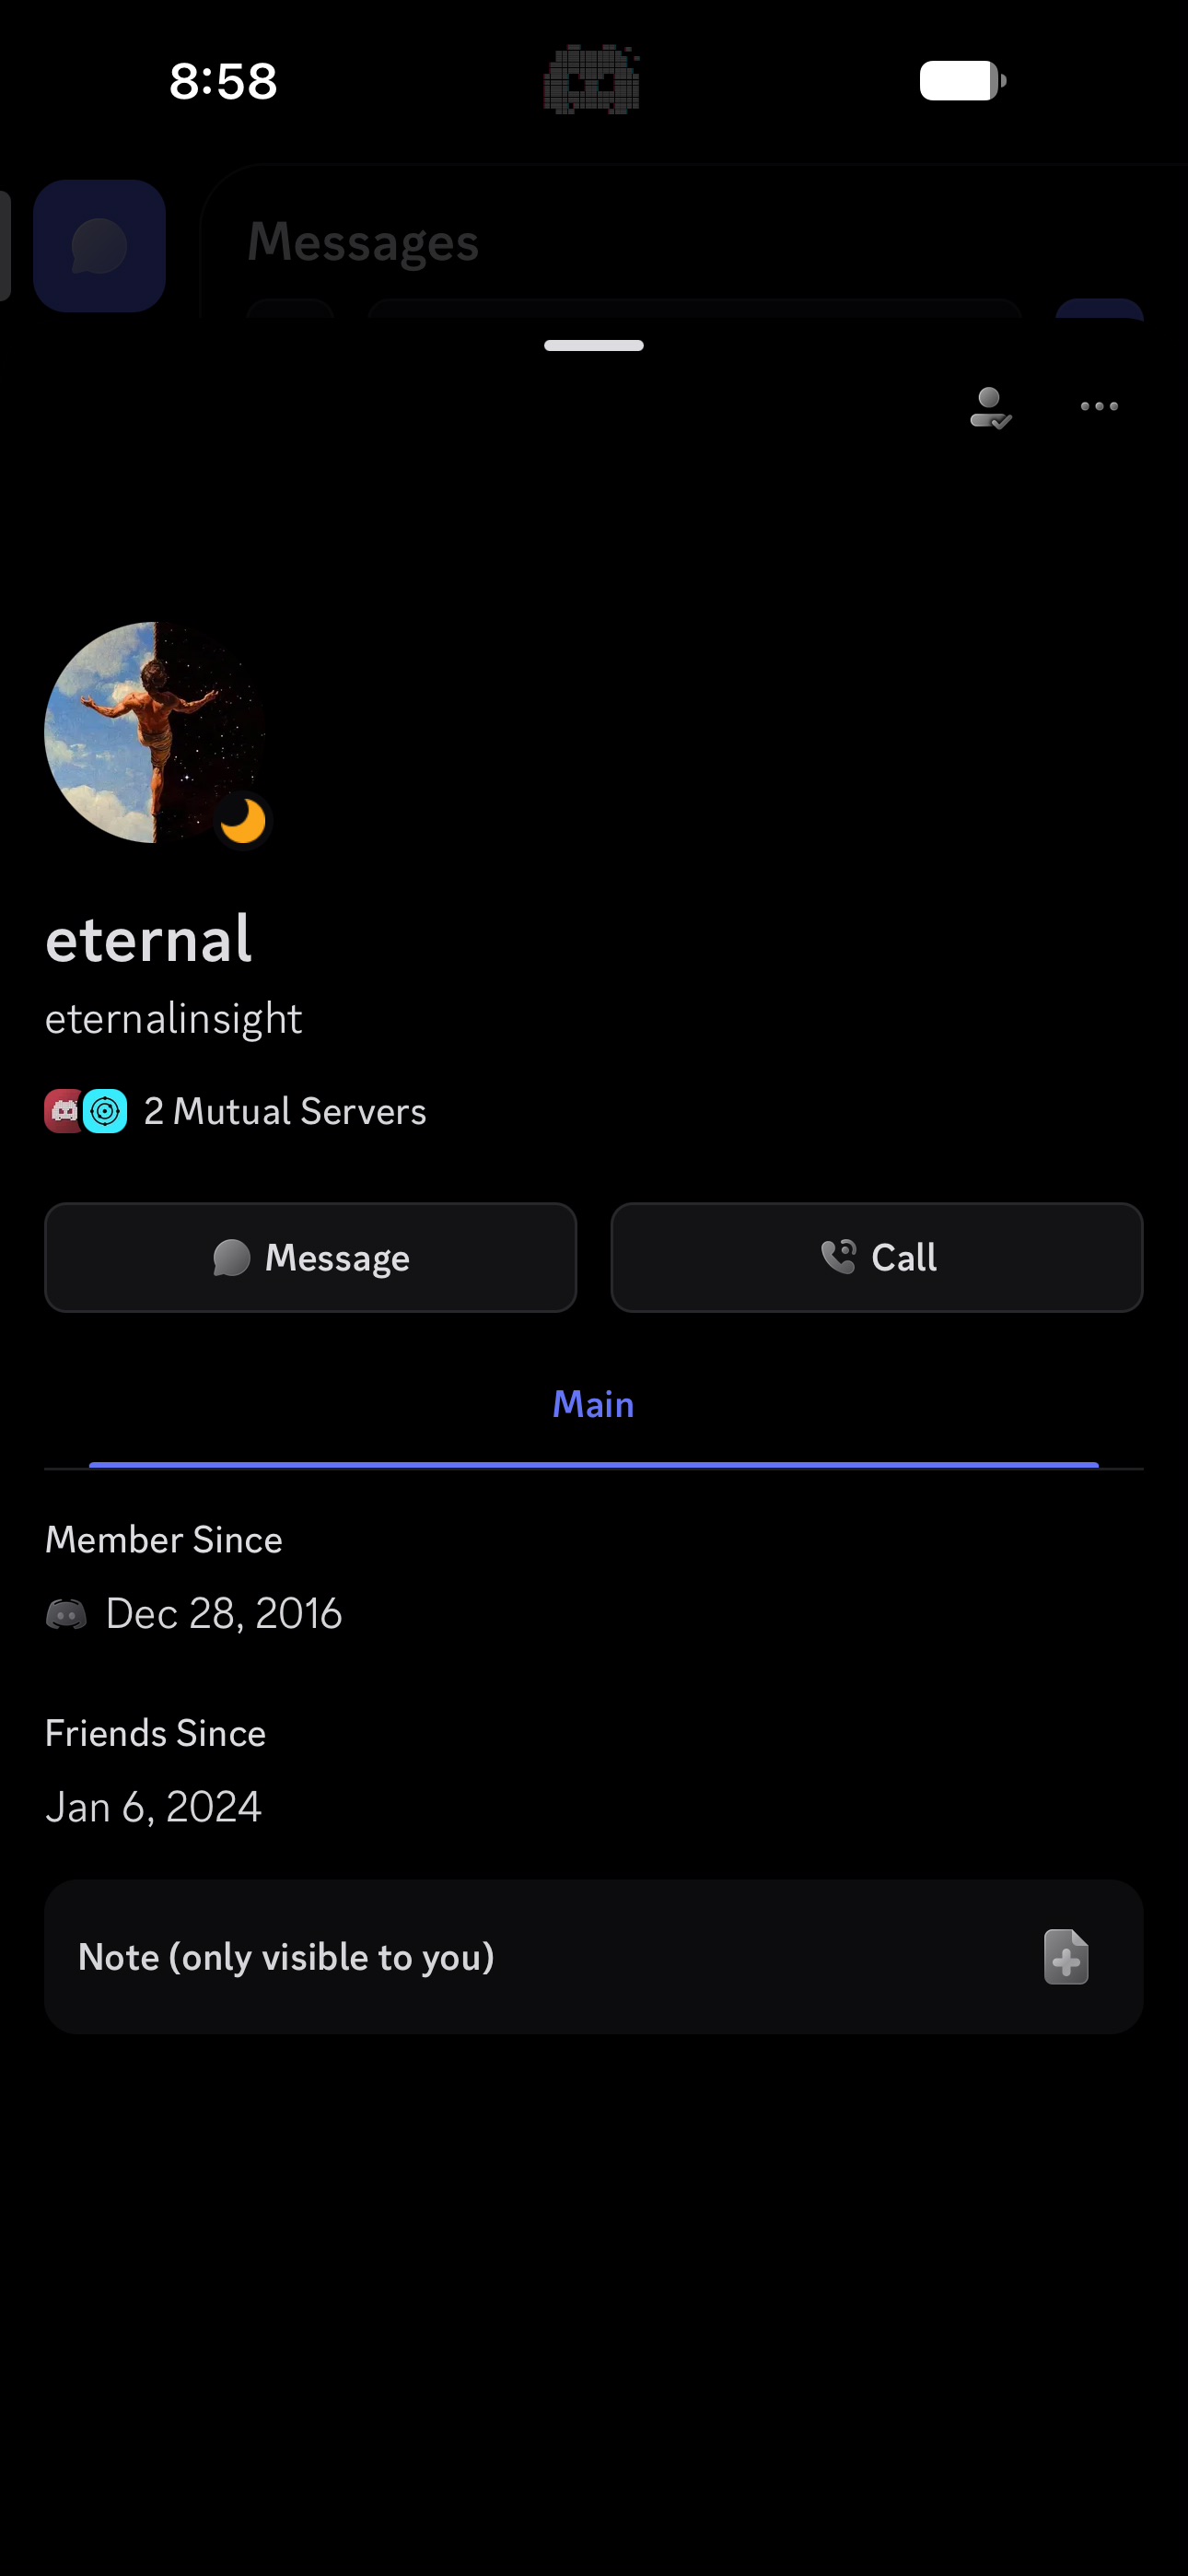 8:58
Messages
eternal
eternalinsight
2 Mutual Servers
Message
Call
Main
Member Since
Dec 28, 2016
Friends Since
Jan 6, 2024
Note (only visible to you)